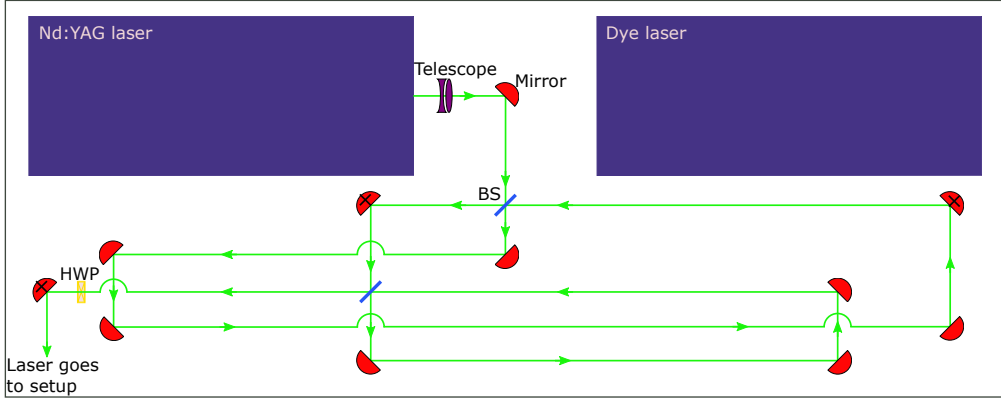 Nd:YAG laser
Dye laser
Telescope
Mirror
BS
HWP
Laser goes
to setup